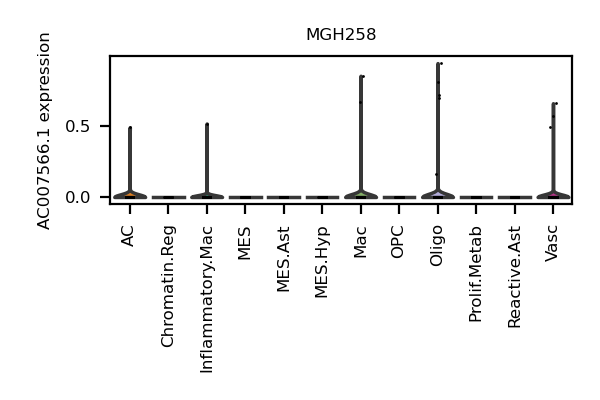 MGH258
AC007566.1 expression
0.5
0.0
AC
Chromatin.Reg
Inflammatory.Mac
MES
MES.Ast
MES.Hyp
Mac
OPC
Oligo
Prolif.Metab
Reactive.Ast
Vasc